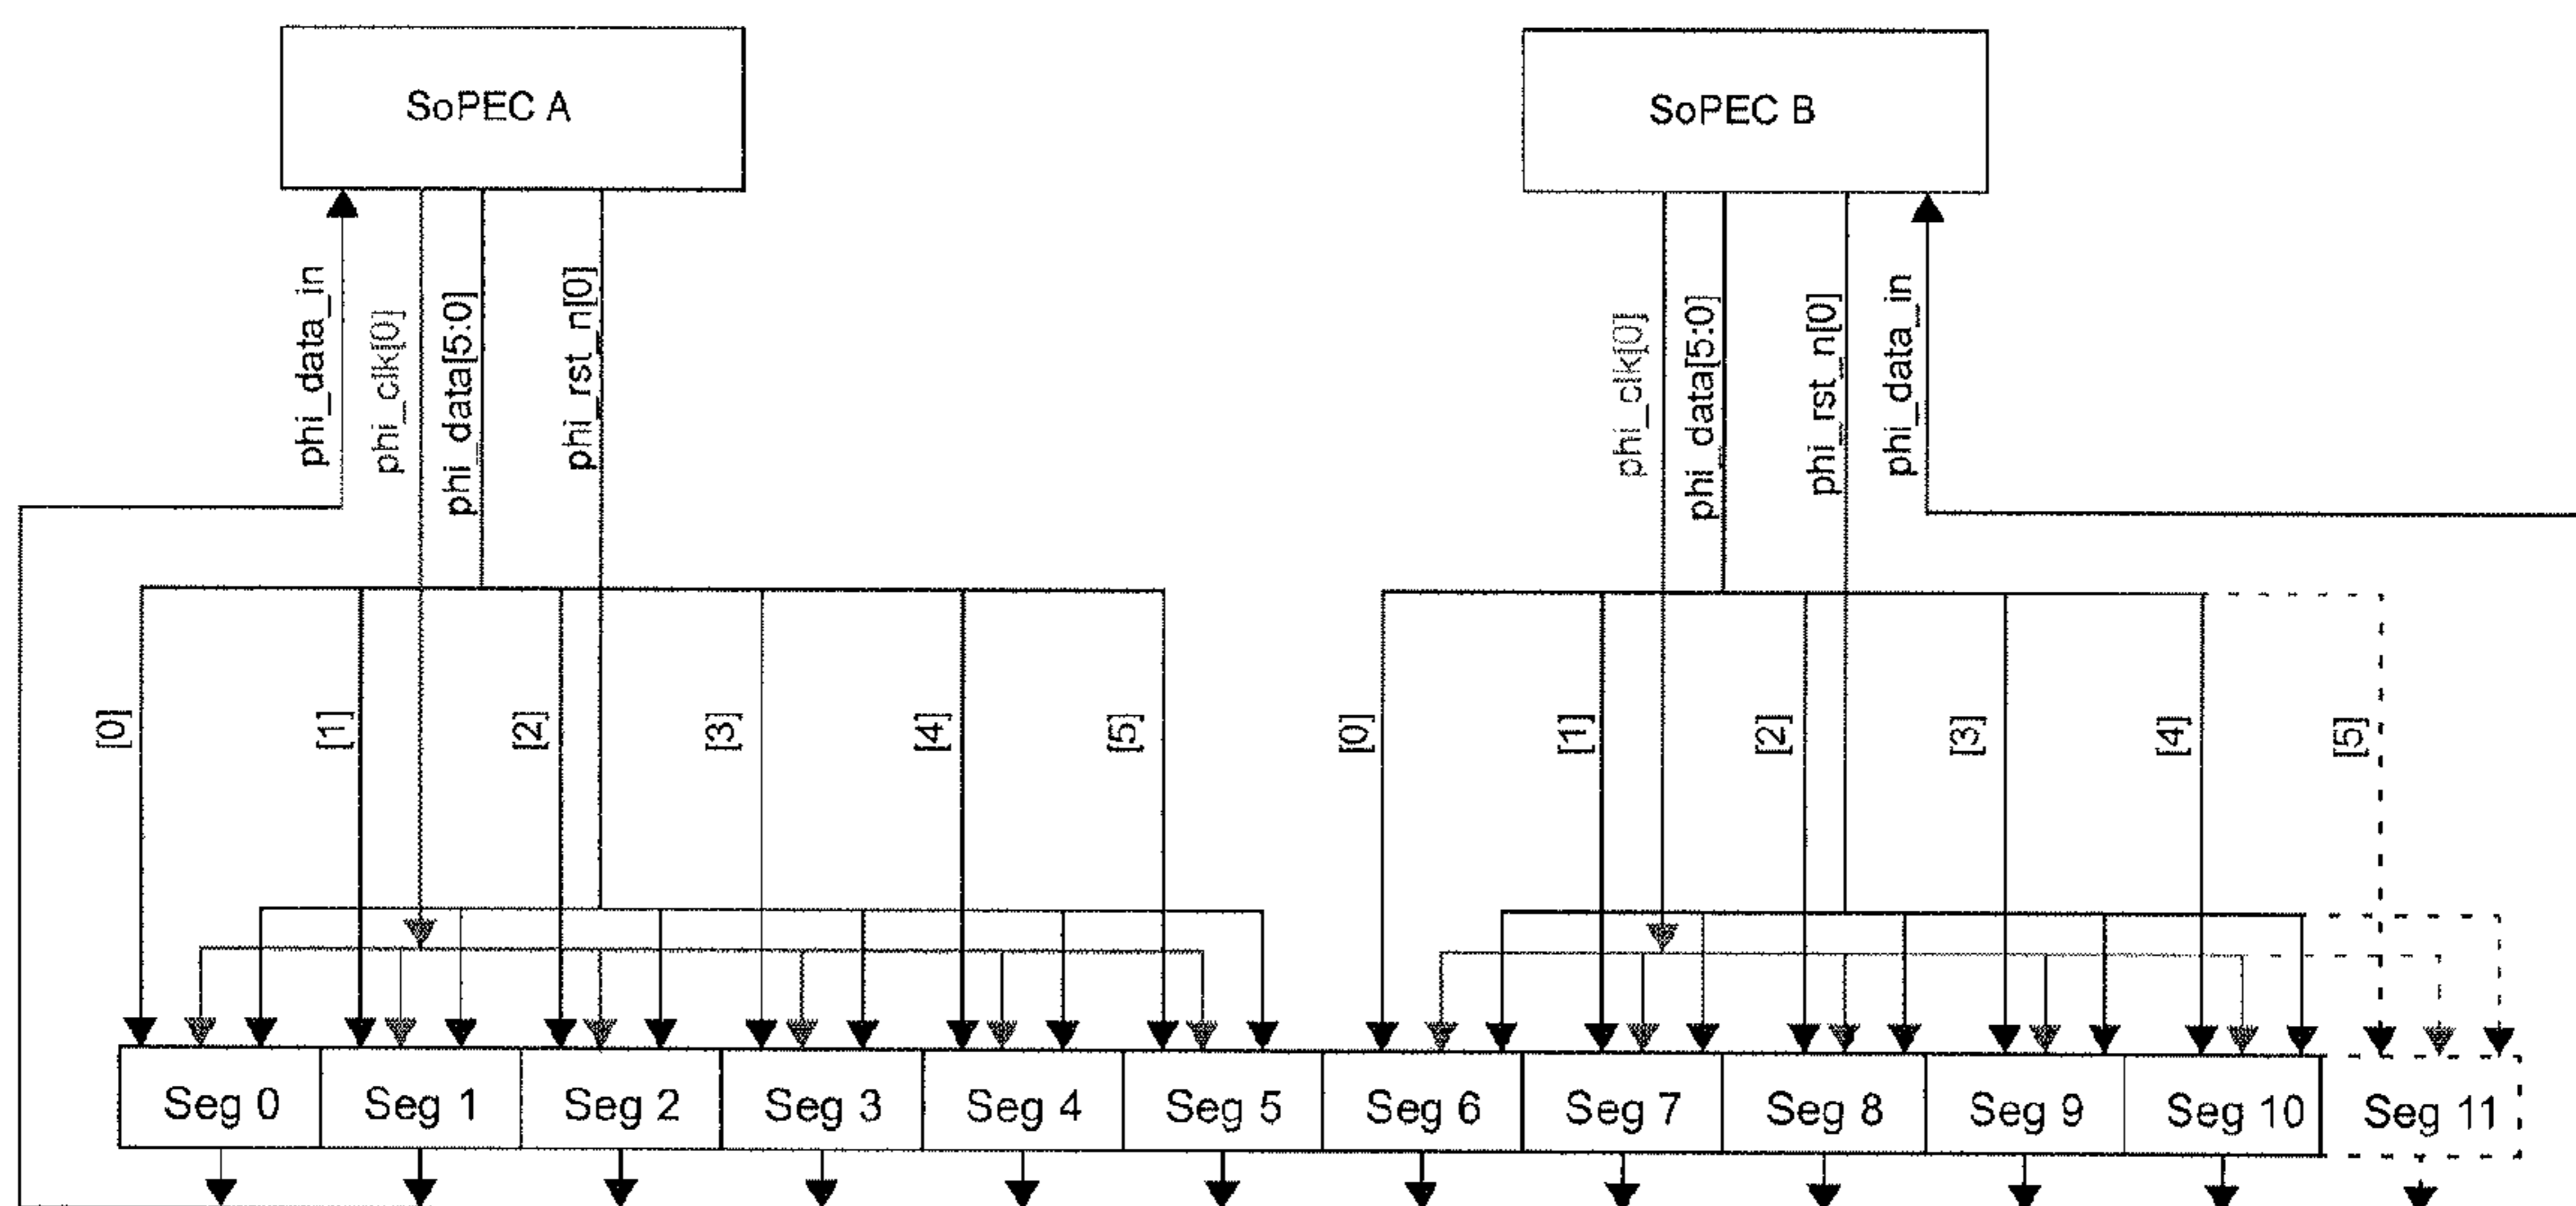 SoPEC A
SoPEC B
phi_data_in
phi_clk[0]
phi_data[5:0]
phi_rst_n[0]
phi_clk[0]
phi_data[5:0]
phi_rst_n[0]
phi_data_in
[0]
[1]
[2]
[3]
[4]
[5]
[0]
[1]
[2]
[3]
[4]
[5]
Seg 0
Seg 1
Seg 2
Seg 3
Seg 4
Seg 5
Seg 6
Seg 7
Seg 8
Seg 9
Seg 10
Seg 11